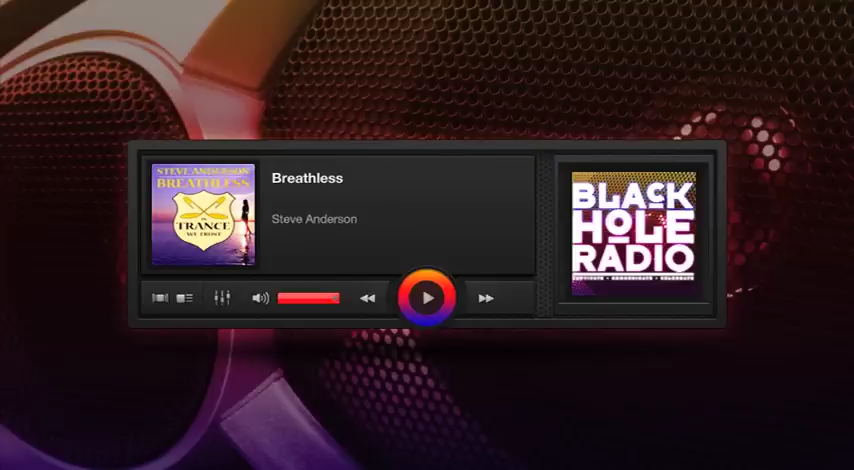 STEVE ANDERSON
BREATHLESS
IN
TRANCE
WE TRUST
Breathless
Steve Anderson
BLACK
HOLE
RADIO